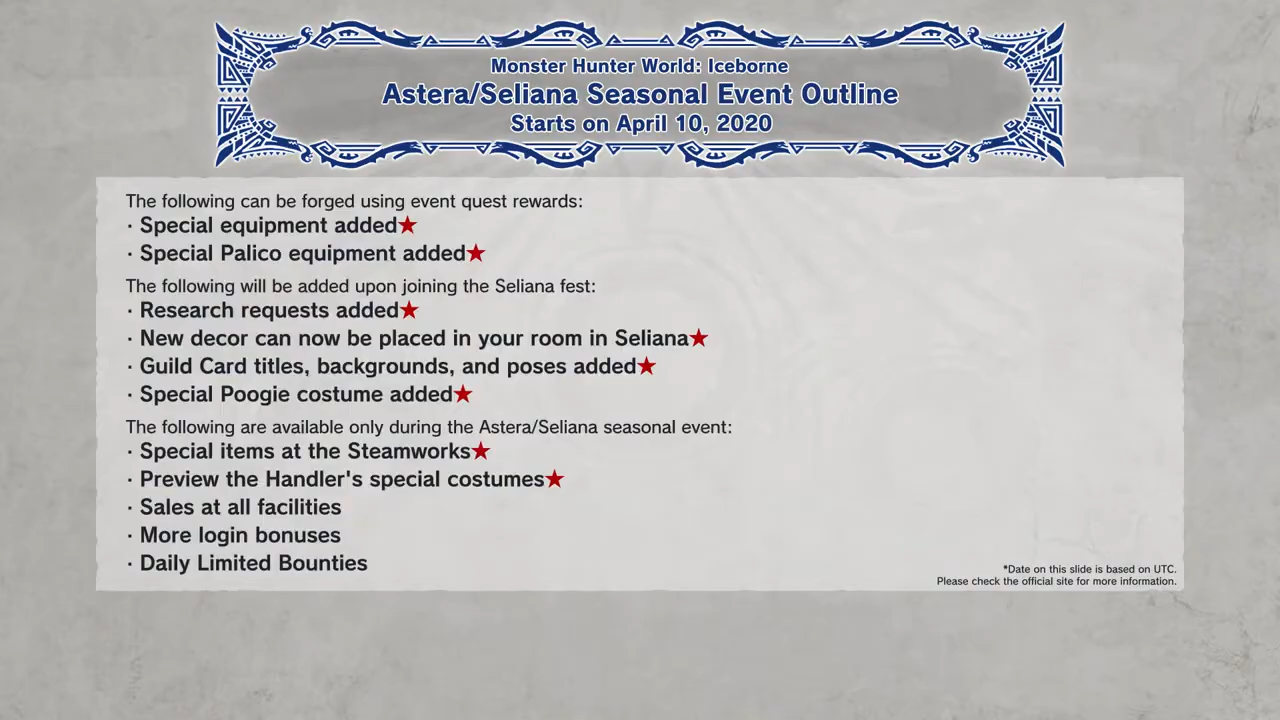 Monster Hunter World: Iceborne
Astera/Seliana Seasonal Event Outline
Starts on April 10, 2020
The following can be forged using event quest rewards:
· Special equipment added★
· Special Palico equipment added★
The following will be added upon joining the Seliana fest:
· Research requests added★
· New decor can now be placed in your room in Seliana★
· Guild Card titles, backgrounds, and poses added★
· Special Poogie costume added★
The following are available only during the Astera/Seliana seasonal event:
· Special items at the Steamworks★
· Preview the Handler's special costumes★
· Sales at all facilities
· More login bonuses
· Daily Limited Bounties
*Date on this slide is based on UTC.
Please check the official site for more information.